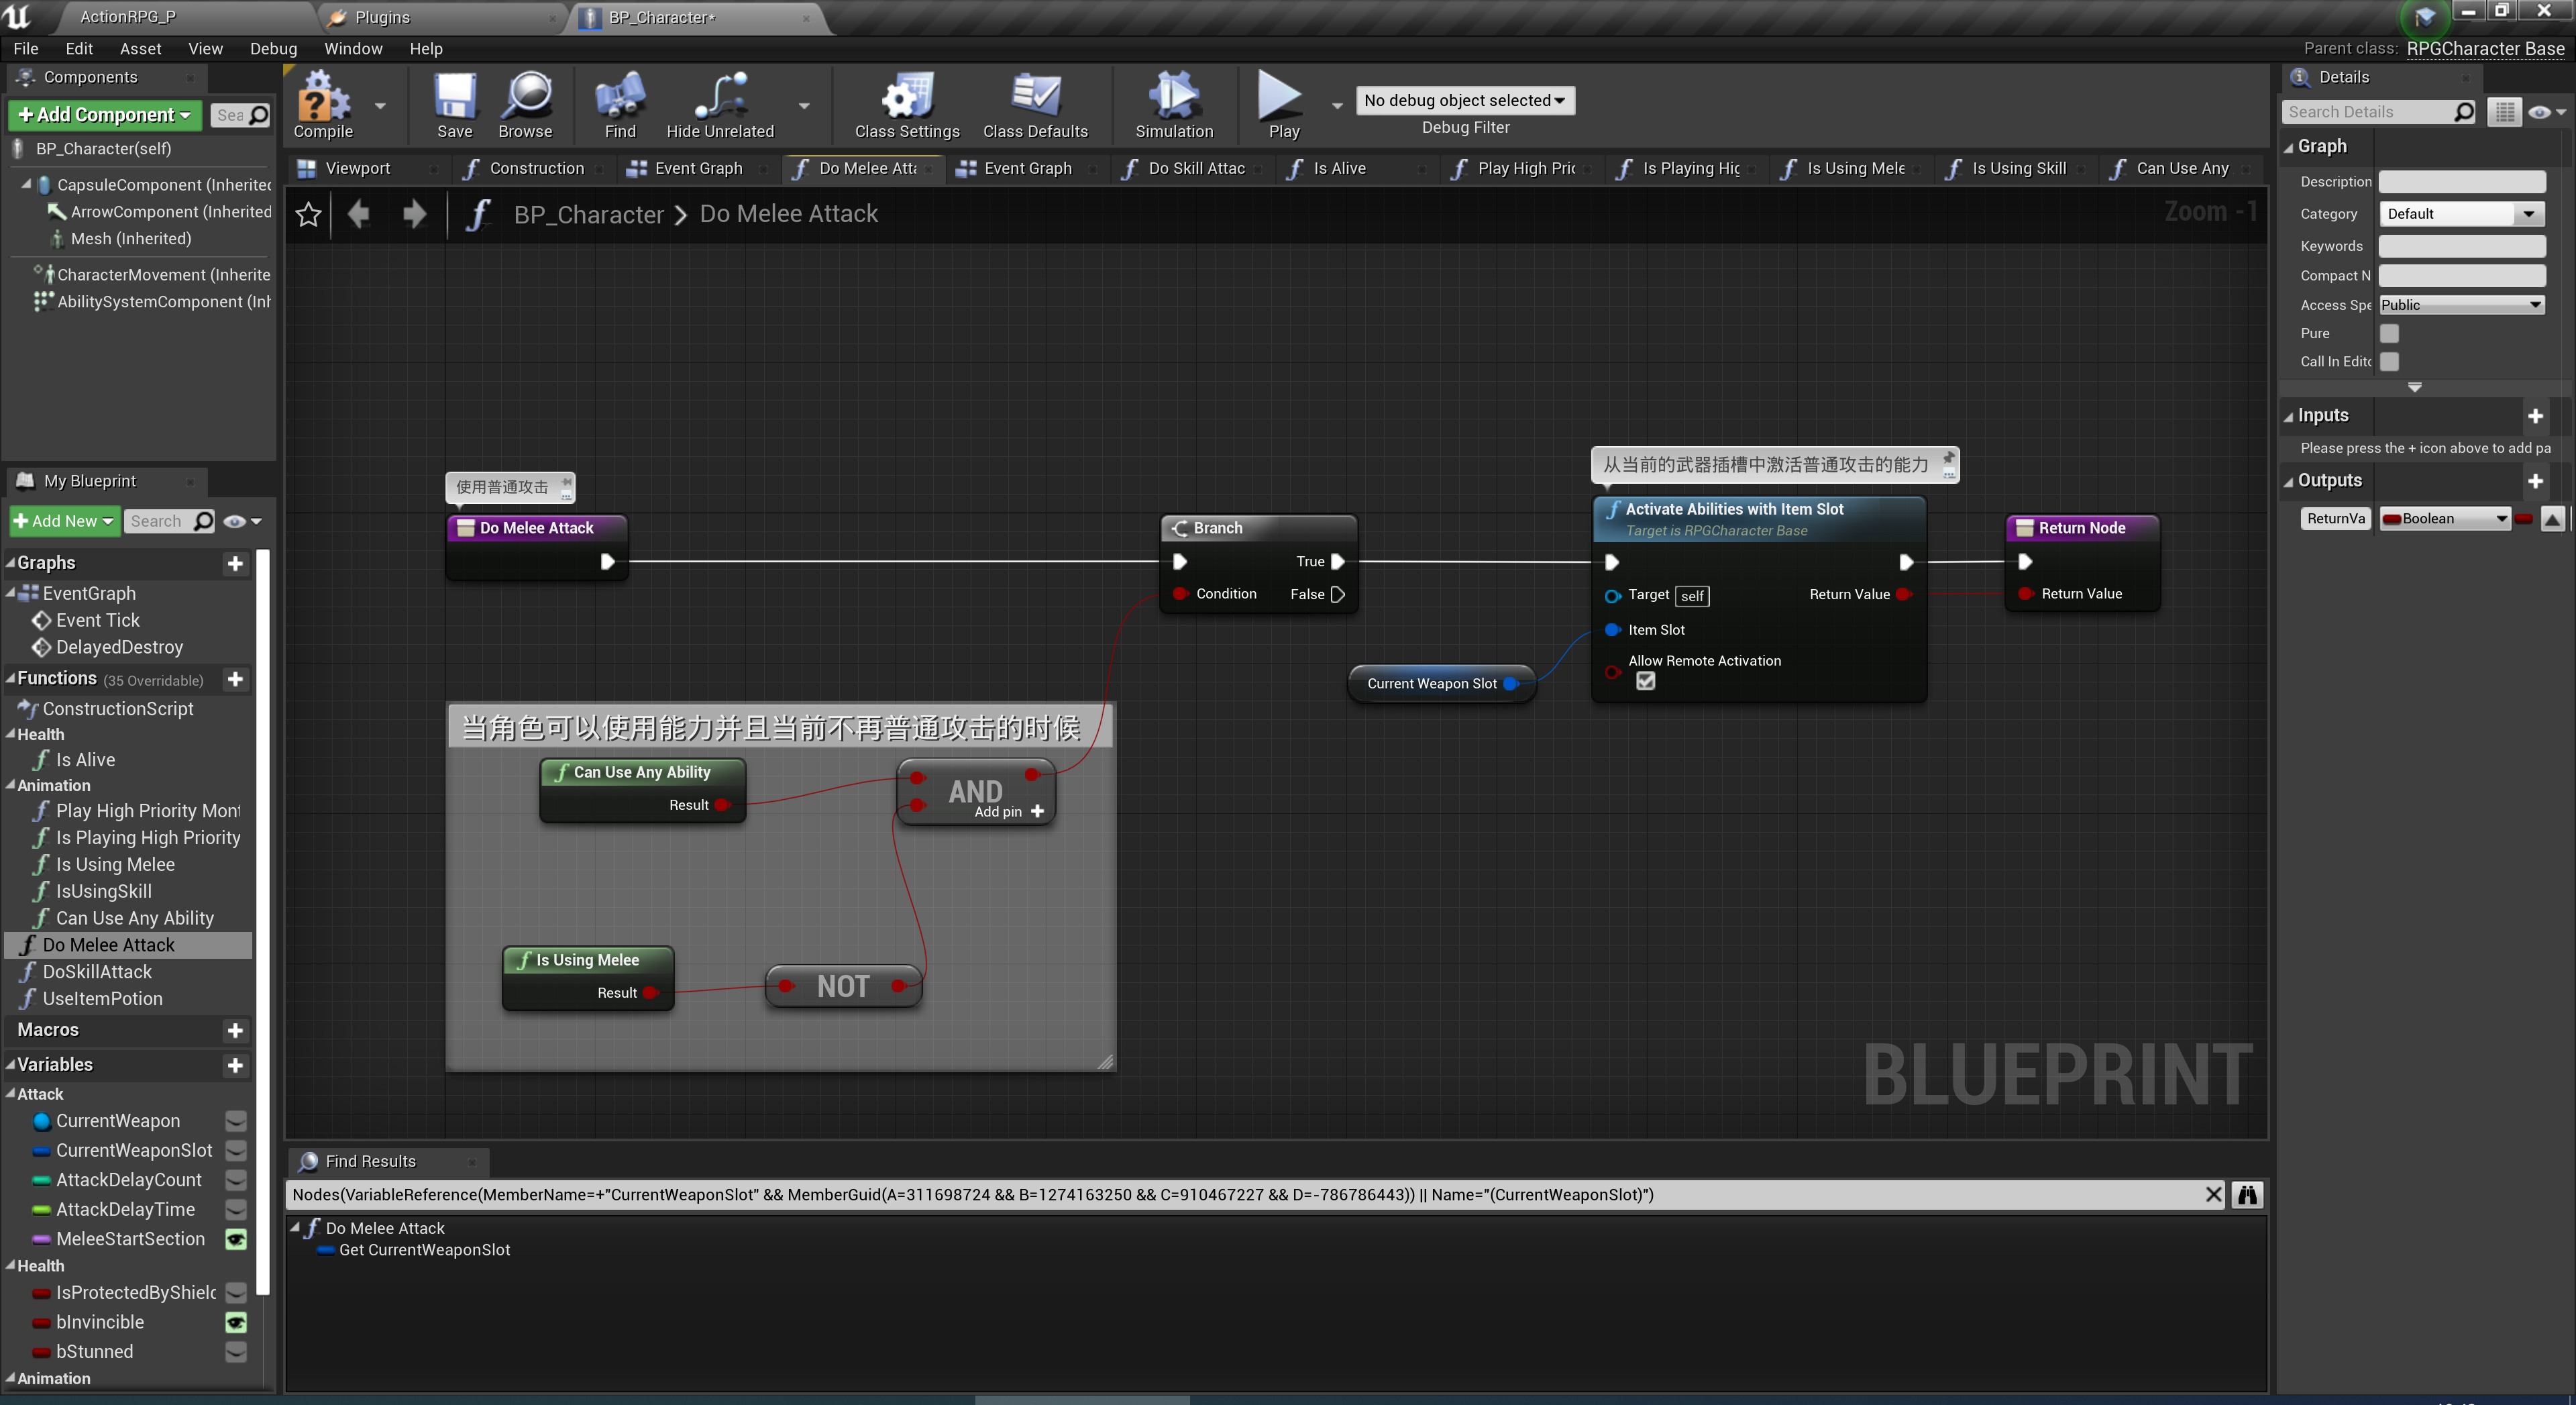 ActionRPG_P
Plugins
BP_Character*
File Edit Asset View Debug Window Help
Parent class: RPGCharacter Base
Components
+Add Component
Sea
BP_Character(self)
CapsuleComponent (Inherited
ArrowComponent (Inherited
Mesh (Inherited)
CharacterMovement (Inherite
AbilitySystemComponent (Inh
Compile
Save
Browse
Find
Hide Unrelated
Class Settings
Class Defaults
Simulation
Play
No debug object selected
Debug Filter
Viewport
Construction
Event Graph
Do Melee Atta
Event Graph
Do Skill Attac
Is Alive
Play High Pric
Is Playing Hig
Is Using Mele
Is Using Skill
Can Use Any
BP_Character > Do Melee Attack
Zoom -1
使用普通攻击
Do Melee Attack
Branch
True
Condition
False
从当前的武器插槽中激活普通攻击的能力
Activate Abilities with Item Slot
Target is RPGCharacter Base
Target self
Return Value
Item Slot
Allow Remote Activation
Return Node
Return Value
Current Weapon Slot
当角色可以使用能力并且当前不再普通攻击的时候
Can Use Any Ability
Result
AND
Add pin +
Is Using Melee
Result
NOT
BLUEPRINT
My Blueprint
+Add New
Search
Graphs
EventGraph
Event Tick
DelayedDestroy
Functions (35 Overridable)
ConstructionScript
Health
Is Alive
Animation
Play High Priority Mont
Is Playing High Priority
Is Using Melee
IsUsingSkill
Can Use Any Ability
Do Melee Attack
DoSkillAttack
UseItemPotion
Macros
Variables
Attack
CurrentWeapon
CurrentWeaponSlot
AttackDelayCount
AttackDelayTime
MeleeStartSection
Health
IsProtectedByShield
bInvincible
bStunned
Animation
Find Results
Nodes(VariableReference(MemberName=+"CurrentWeaponSlot" && MemberGuid(A=311698724 && B=1274163250 && C=910467227 && D=-786786443)) || Name="(CurrentWeaponSlot)")
Do Melee Attack
Get CurrentWeaponSlot
Details
Search Details
Graph
Description
Category Default
Keywords
Compact N
Access Spe Public
Pure
Call In Edito
Inputs
Please press the + icon above to add pa
Outputs
ReturnVa Boolean